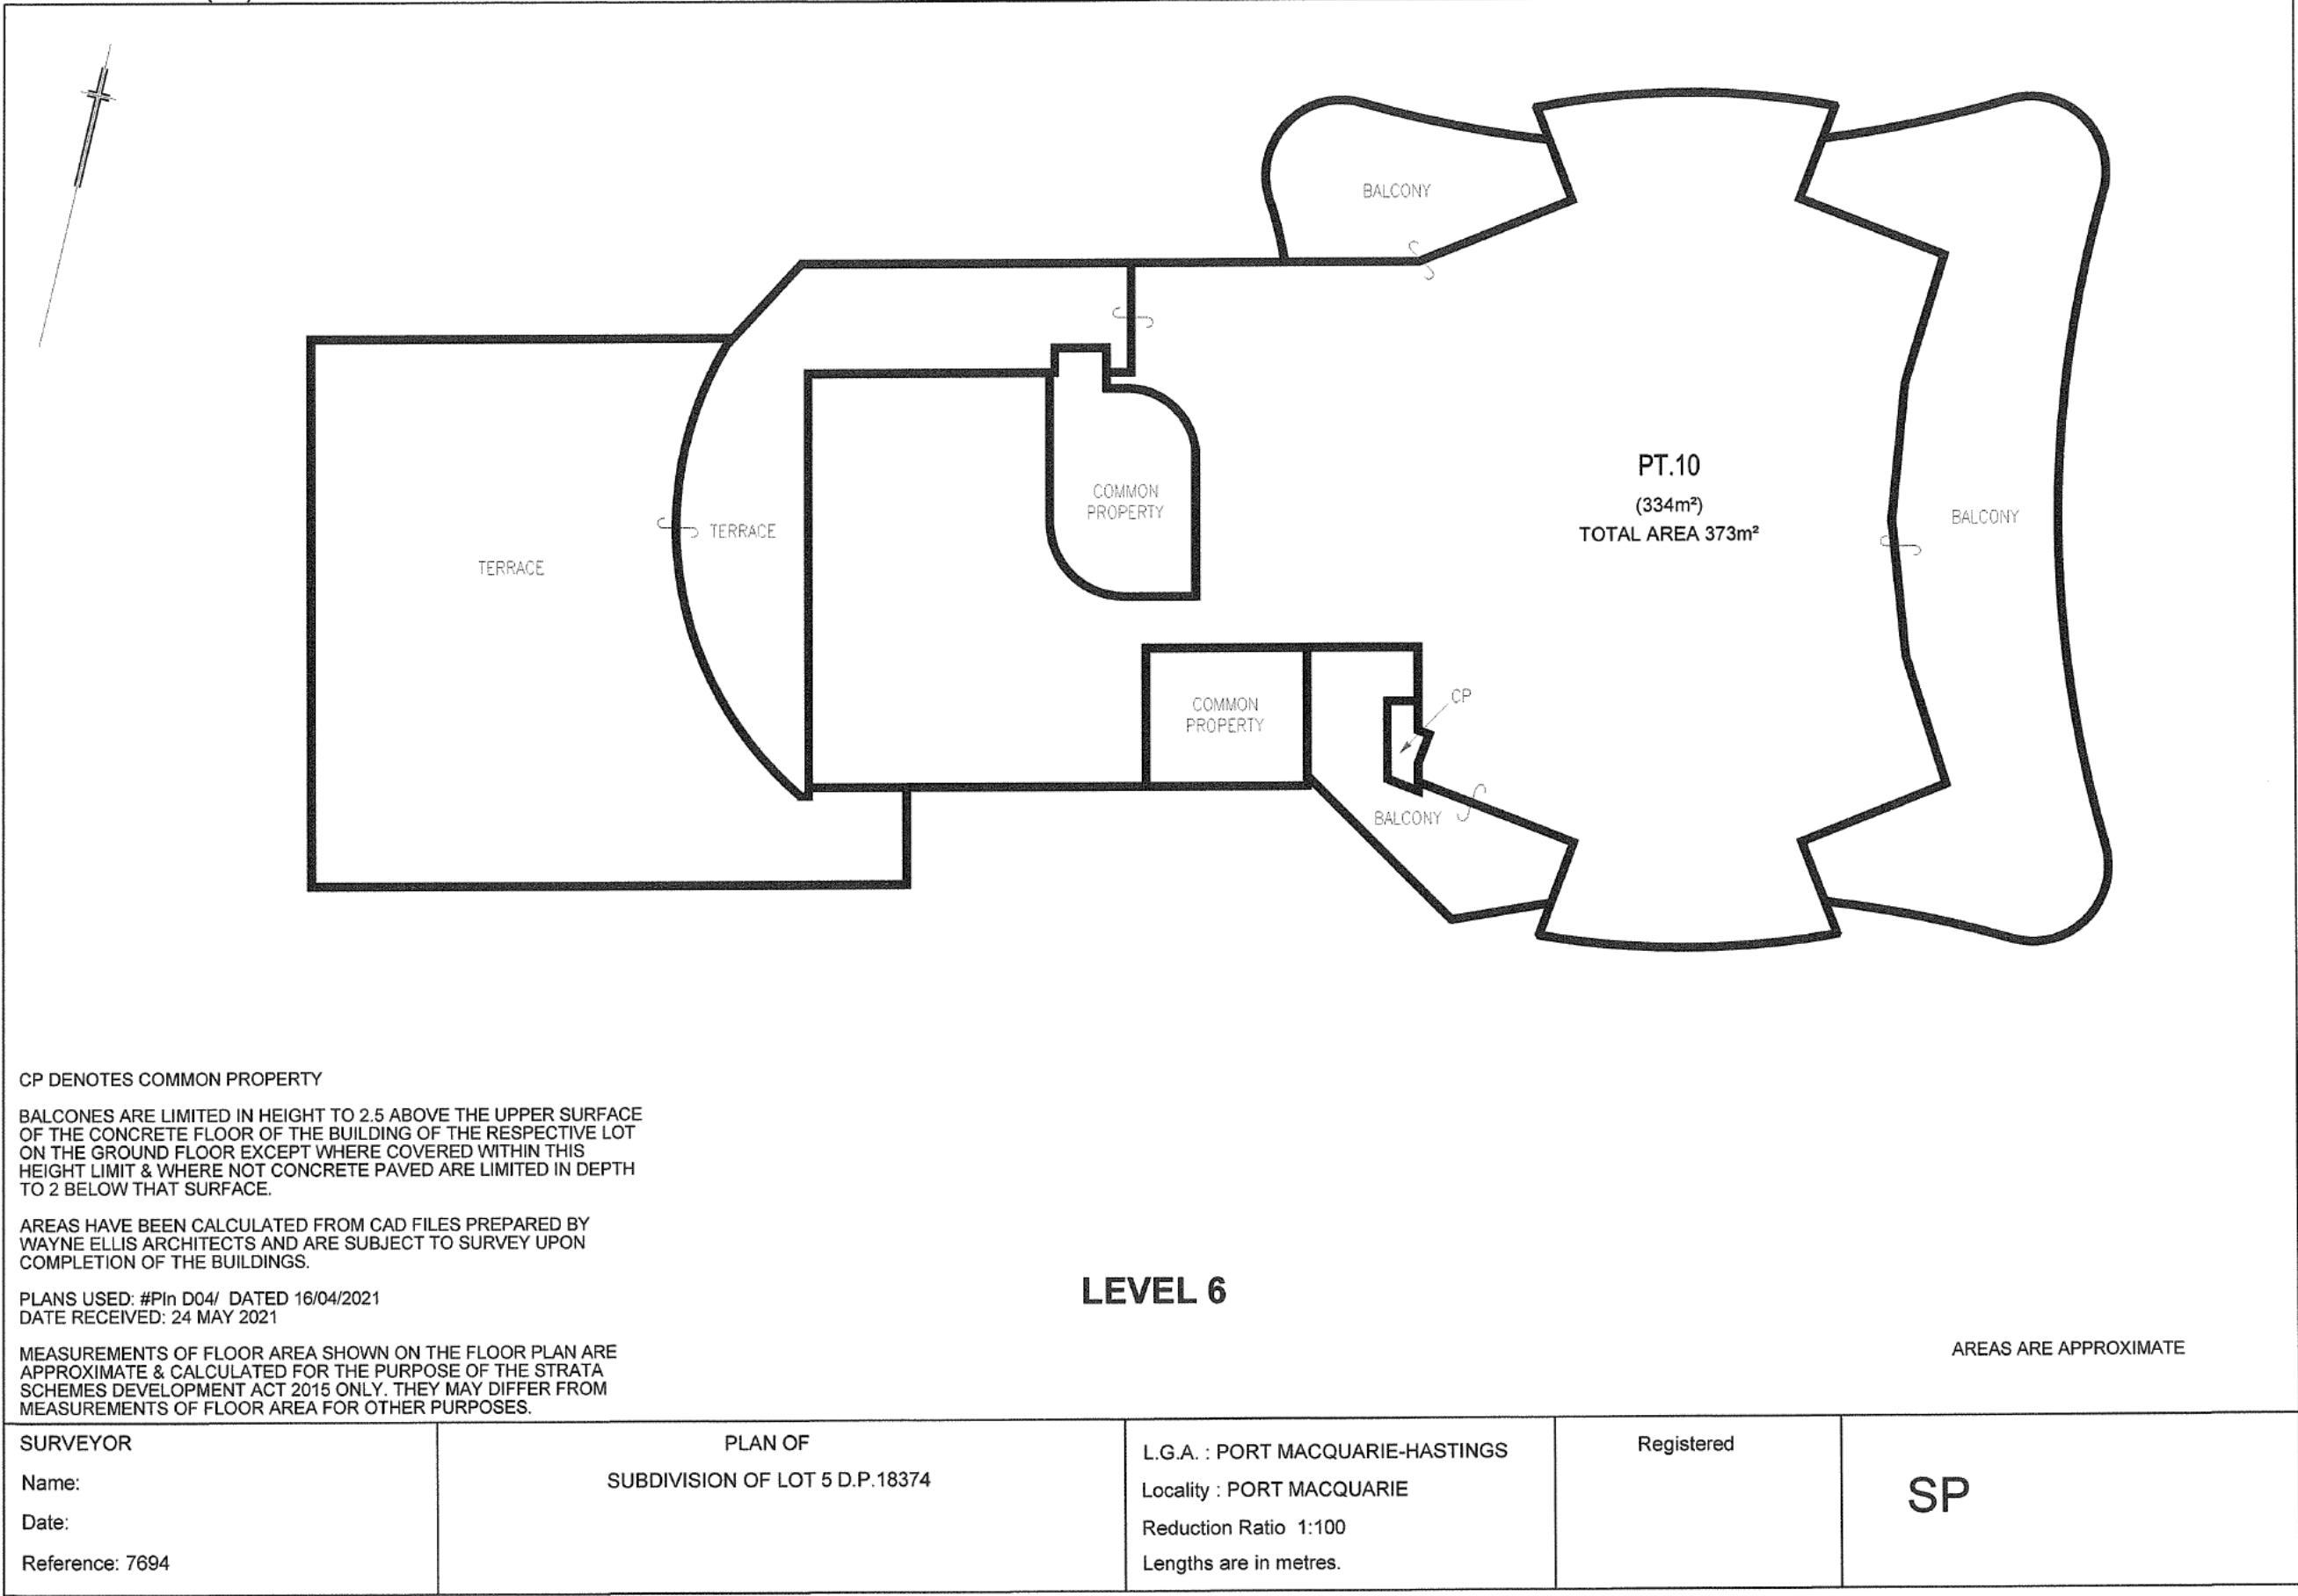 BALCONY
PT.10
(334m²)
TOTAL AREA 373m²
COMMON
PROPERTY
BALCONY
TERRACE
TERRACE
CP
COMMON
PROPERTY
BALCONY
CP DENOTES COMMON PROPERTY
BALCONES ARE LIMITED IN HEIGHT TO 2.5 ABOVE THE UPPER SURFACE
OF THE CONCRETE FLOOR OF THE BUILDING OF THE RESPECTIVE LOT
ON THE GROUND FLOOR EXCEPT WHERE COVERED WITHIN THIS
HEIGHT LIMIT & WHERE NOT CONCRETE PAVED ARE LIMITED IN DEPTH
TO 2 BELOW THAT SURFACE.
AREAS HAVE BEEN CALCULATED FROM CAD FILES PREPARED BY
WAYNE ELLIS ARCHITECTS AND ARE SUBJECT TO SURVEY UPON
COMPLETION OF THE BUILDINGS.
PLANS USED: #Pln D04/ DATED 16/04/2021
DATE RECEIVED: 24 MAY 2021
LEVEL 6
MEASUREMENTS OF FLOOR AREA SHOWN ON THE FLOOR PLAN ARE
APPROXIMATE & CALCULATED FOR THE PURPOSE OF THE STRATA
SCHEMES DEVELOPMENT ACT 2015 ONLY. THEY MAY DIFFER FROM
MEASUREMENTS OF FLOOR AREA FOR OTHER PURPOSES.
AREAS ARE APPROXIMATE
SURVEYOR
Name:
Date:
Reference: 7694
PLAN OF
SUBDIVISION OF LOT 5 D.P.18374
L.G.A. : PORT MACQUARIE-HASTINGS
Locality : PORT MACQUARIE
Reduction Ratio 1:100
Lengths are in metres.
Registered
SP